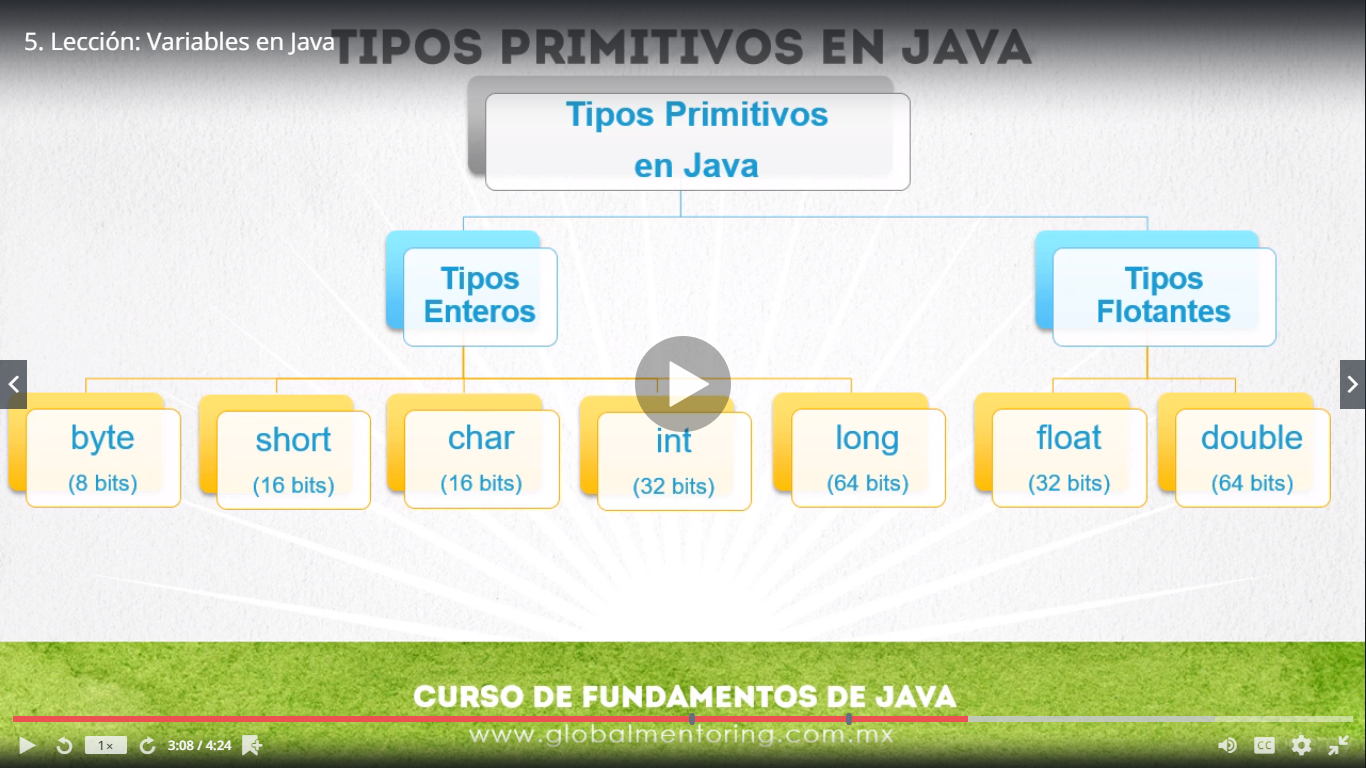 5. Lección: Variables en Java
TIPOS PRIMITIVOS EN JAVA
Tipos Primitivos
en Java
Tipos
Enteros
Tipos
Flotantes
byte
(8 bits)
short
(16 bits)
char
(16 bits)
int
(32 bits)
long
(64 bits)
float
(32 bits)
double
(64 bits)
CURSO DE FUNDAMENTOS DE JAVA
www.globalmentoring.com.mx
1×
3:08 / 4:24
CC